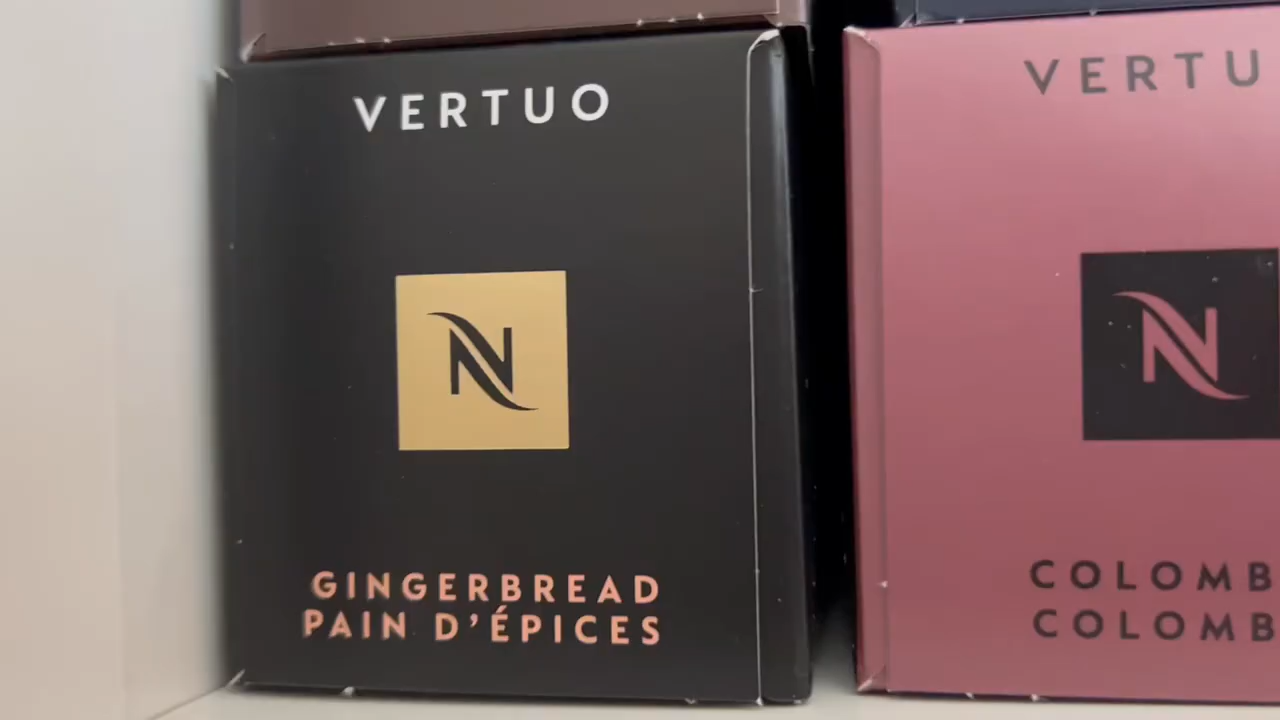 VERTUO
N
GINGERBREAD
PAIN D'ÉPICES
VERTU
N
COLOMB
COLOMB